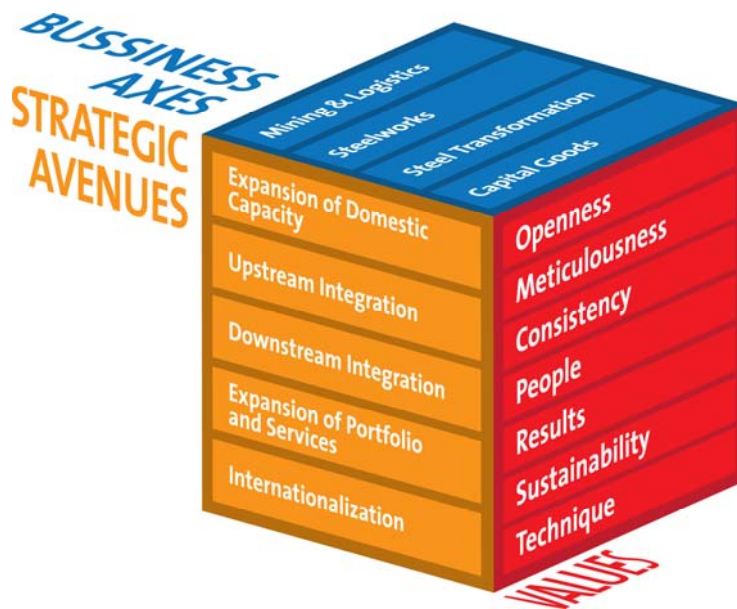 BUSSINESS
AXES
STRATEGIC
AVENUES
Mining & Logistics
Steelworks
Steel Transformation
Capital Goods
Expansion of Domestic
Capacity
Upstream Integration
Downstream Integration
Expansion of Portfolio
and Services
Internationalization
Openness
Meticulousness
Consistency
People
Results
Sustainability
Technique
VALUES